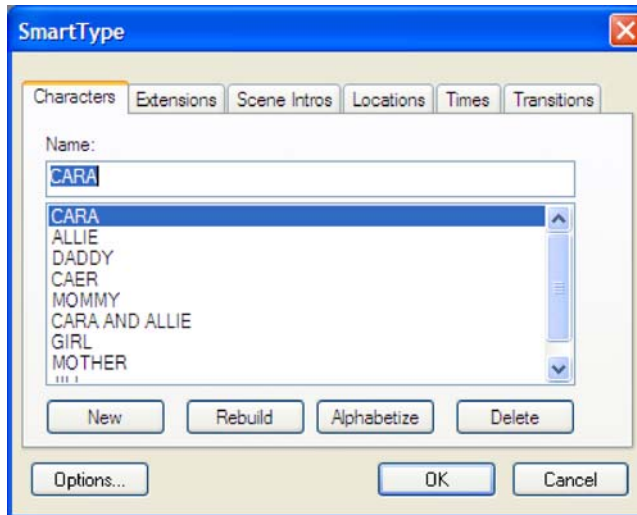 SmartType
Characters Extensions Scene Intros Locations Times Transitions
Name:
CARA
CARA
ALLIE
DADDY
CAER
MOMMY
CARA AND ALLIE
GIRL
MOTHER
New Rebuild Alphabetize Delete
Options... OK Cancel